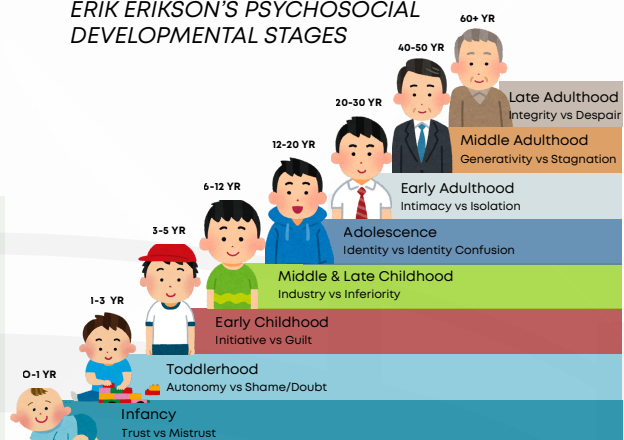 ERIK ERIKSON'S PSYCHOSOCIAL
DEVELOPMENTAL STAGES
60+ YR
Late Adulthood
Integrity vs Despair
40-50 YR
Middle Adulthood
Generativity vs Stagnation
20-30 YR
Early Adulthood
Intimacy vs Isolation
12-20 YR
Adolescence
Identity vs Identity Confusion
6-12 YR
Middle & Late Childhood
Industry vs Inferiority
3-5 YR
Early Childhood
Initiative vs Guilt
1-3 YR
Toddlerhood
Autonomy vs Shame/Doubt
0-1 YR
Infancy
Trust vs Mistrust